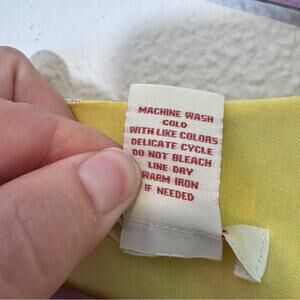 MACHINE WASH
COLD
WITH LIKE COLORS
DELICATE CYCLE
DO NOT BLEACH
LINE DRY
WARM IRON
IF NEEDED